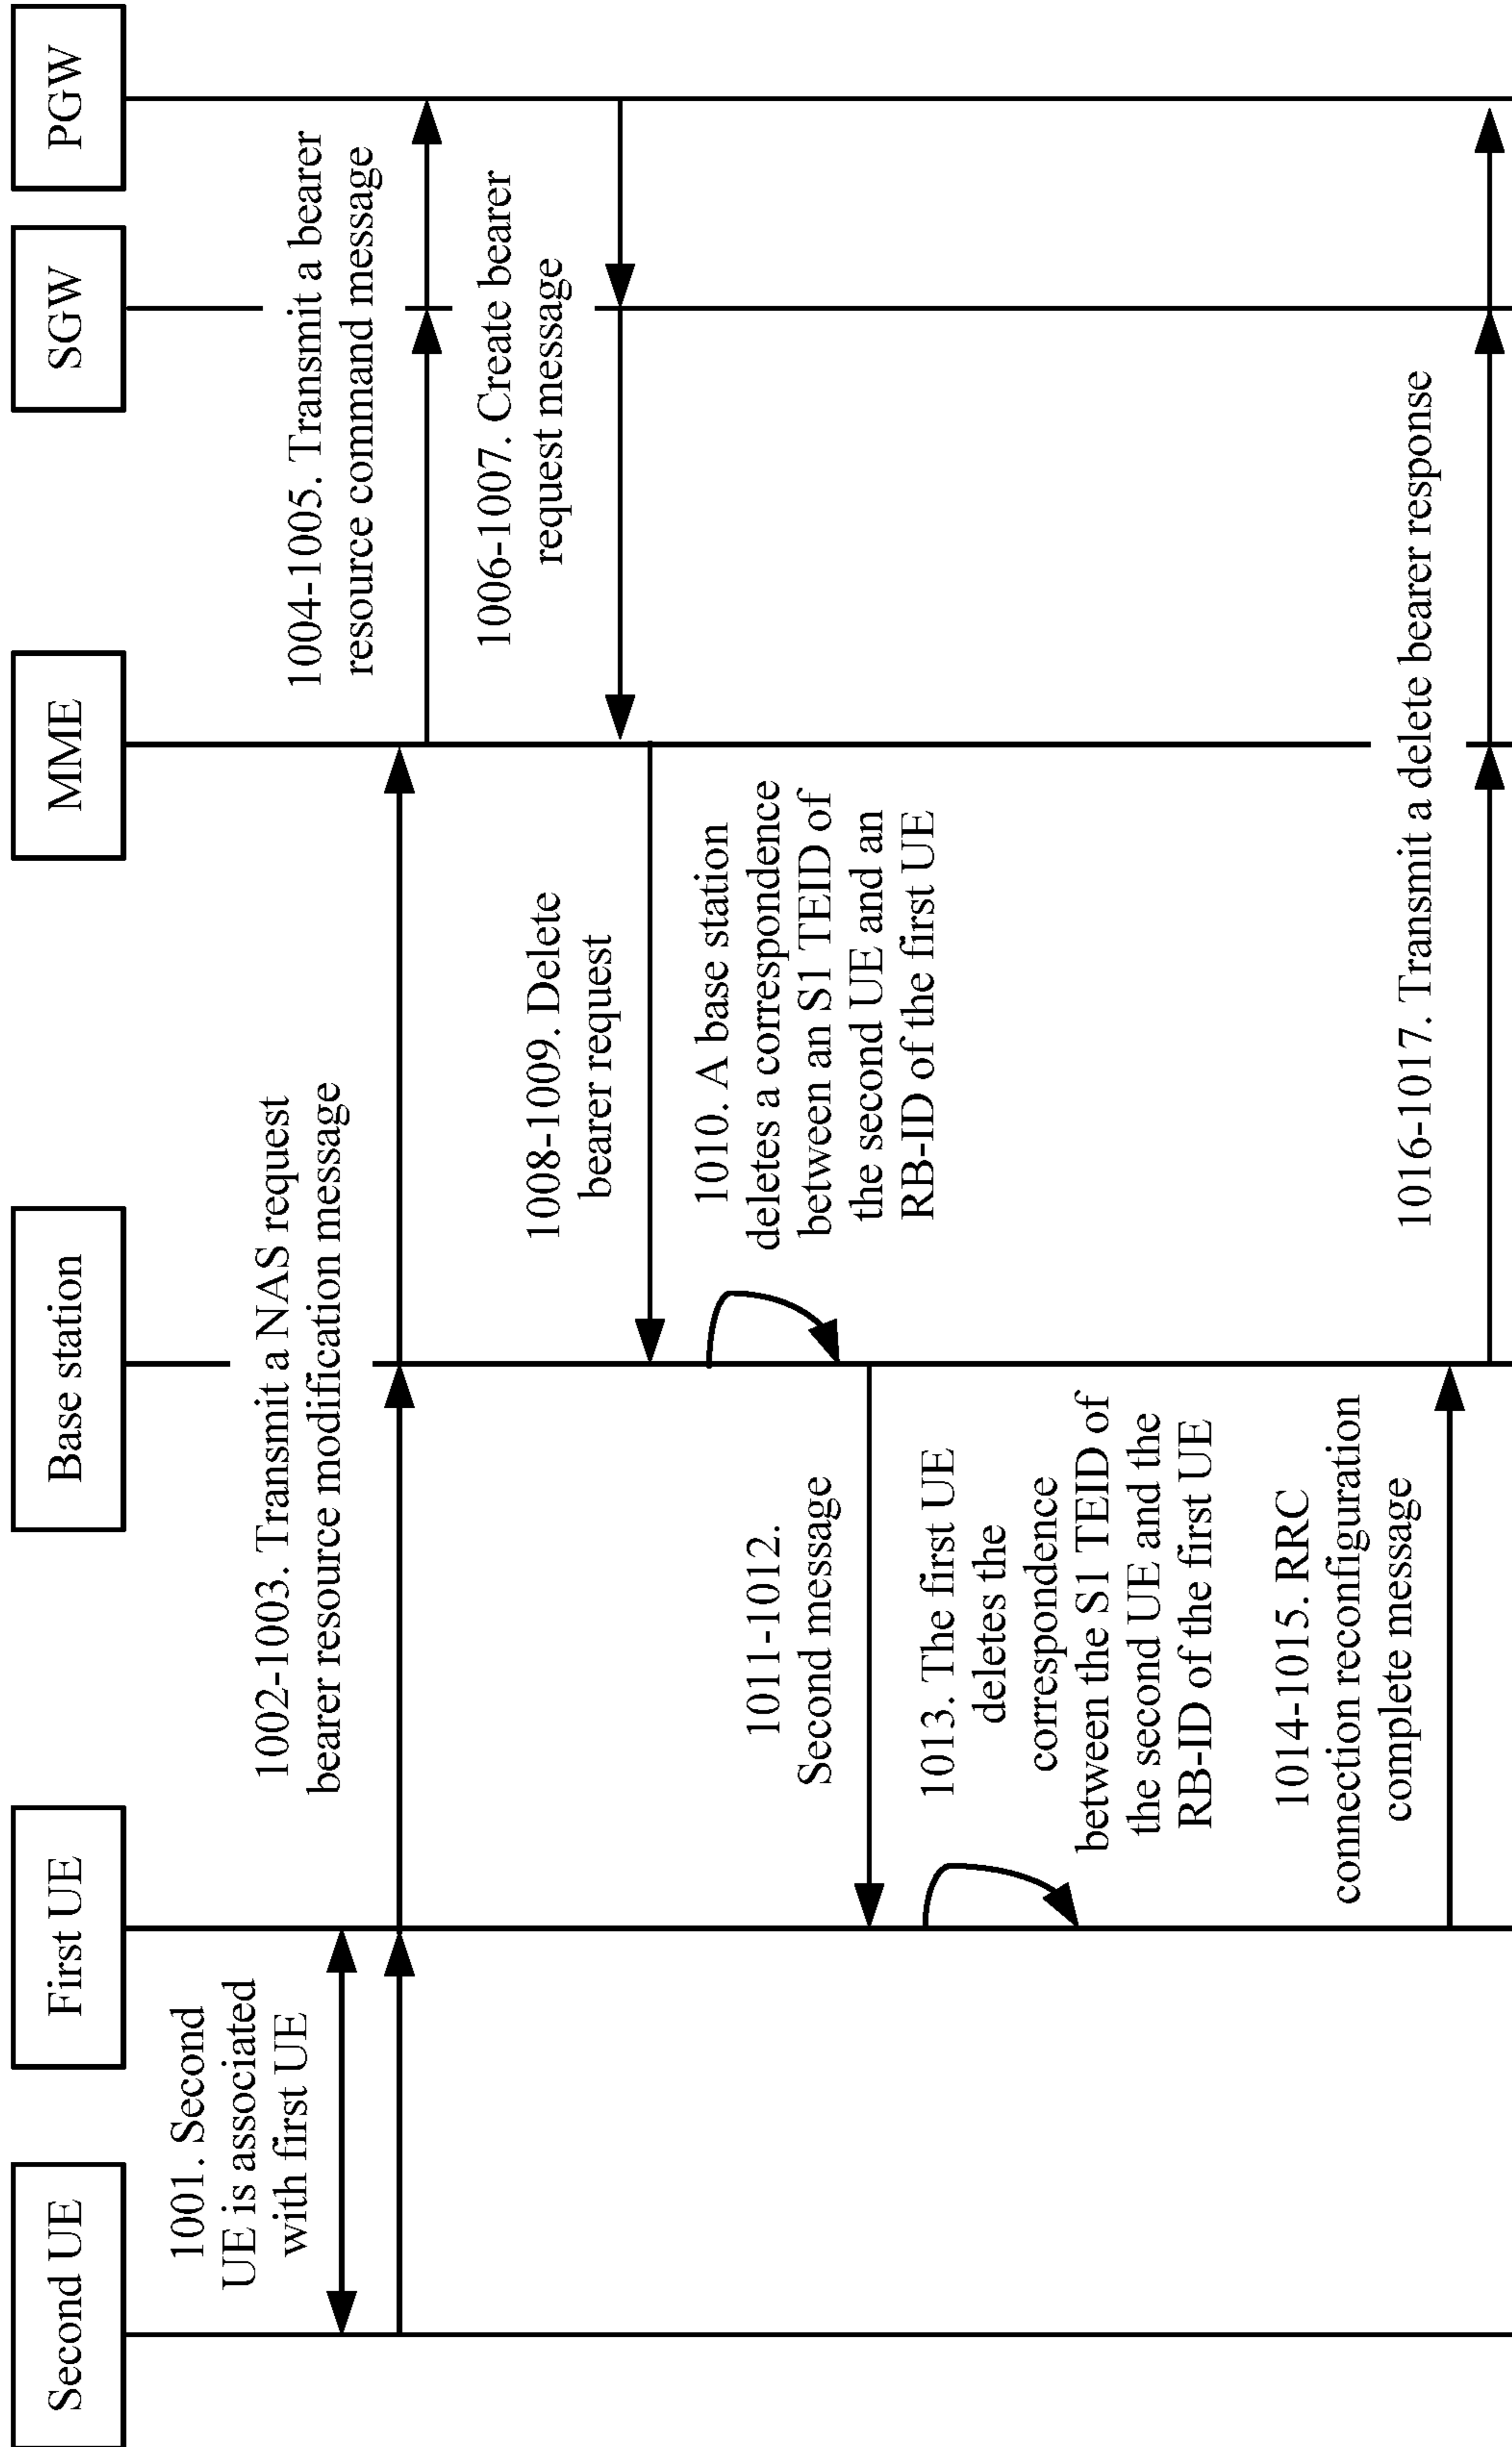 Second UE
First UE
Base station
MME
SGW
PGW
1001. Second
UE is associated
with first UE
1002-1003. Transmit a NAS request
bearer resource modification message
1004-1005. Transmit a bearer
resource command message
1006-1007. Create bearer
request message
1008-1009. Delete
bearer request
1010. A base station
deletes a correspondence
between an S1 TEID of
the second UE and an
RB-ID of the first UE
1011-1012.
Second message
1013. The first UE
deletes the
correspondence
between the S1 TEID of
the second UE and the
RB-ID of the first UE
1014-1015. RRC
connection reconfiguration
complete message
1016-1017. Transmit a delete bearer response